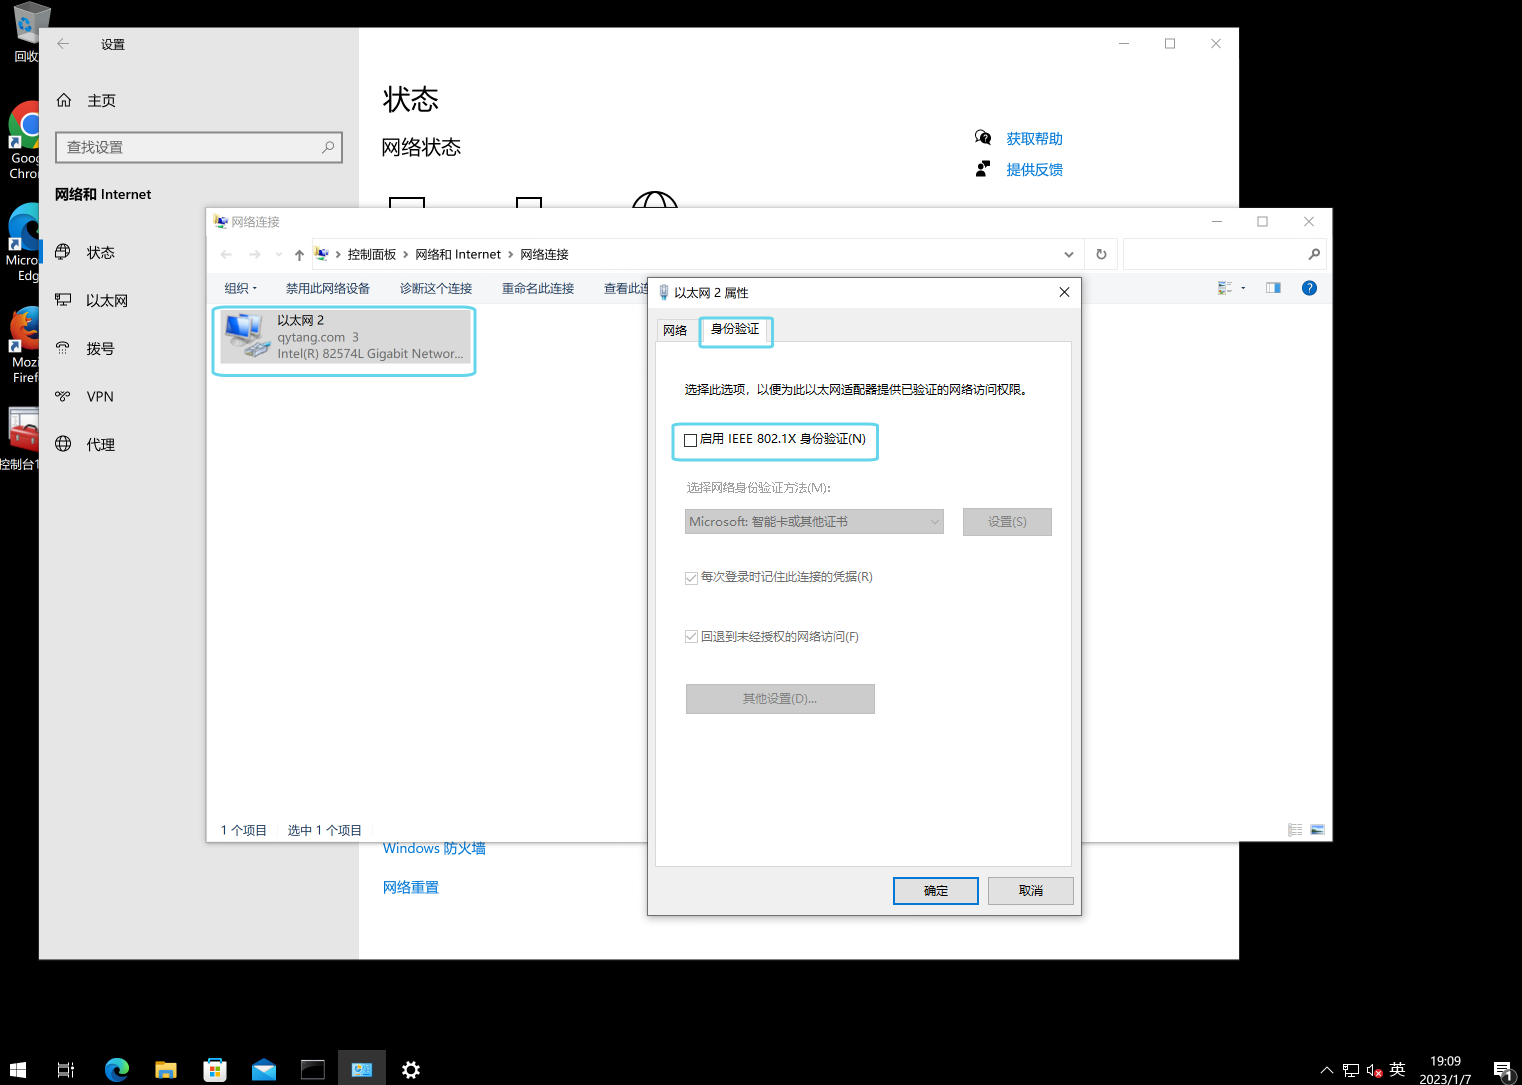 回收
Goog
Chron
Micro
Edg
Mozi
Firef
控制台1
设置
主页
查找设置
网络和 Internet
状态
以太网
拨号
VPN
代理
状态
网络状态
获取帮助
提供反馈
网络连接
控制面板 › 网络和 Internet › 网络连接
组织 禁用此网络设备 诊断这个连接 重命名此连接 查看此连
以太网 2
qytang.com 3
Intel(R) 82574L Gigabit Networ...
以太网 2 属性
网络 身份验证
选择此选项，以便为此以太网适配器提供已验证的网络访问权限。
启用 IEEE 802.1X 身份验证(N)
选择网络身份验证方法(M):
Microsoft: 智能卡或其他证书 设置(S)
每次登录时记住此连接的凭据(R)
回退到未经授权的网络访问(F)
其他设置(D)...
确定 取消
1 个项目 选中 1 个项目
Windows 防火墙
网络重置
英
19:09
2023/1/7
1